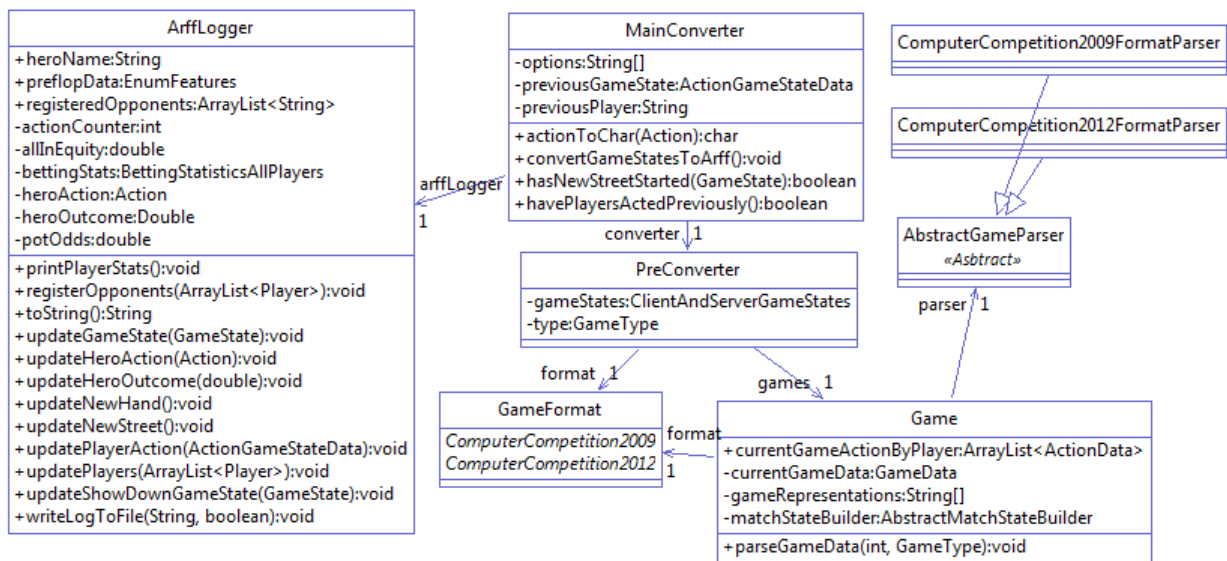 ArffLogger
+heroName:String
+preflopData:EnumFeatures
+registeredOpponents:ArrayList<String>
-actionCounter:int
-allInEquity:double
-bettingStats:BettingStatisticsAllPlayers
-heroAction:Action
-heroOutcome:Double
-potOdds:double
+printPlayerStats():void
+registerOpponents(ArrayList<Player>):void
+toString():String
+updateGameState(GameState):void
+updateHeroAction(Action):void
+updateHeroOutcome(double):void
+updateNewHand():void
+updateNewStreet():void
+updatePlayerAction(ActionGameStateData):void
+updatePlayers(ArrayList<Player>):void
+updateShowDownGameState(GameState):void
+writeLogToFile(String, boolean):void
arffLogger
1
MainConverter
-options:String[]
-previousGameState:ActionGameStateData
-previousPlayer:String
+actionToChar(Action):char
+convertGameStatesToArff():void
+hasNewStreetStarted(GameState):boolean
+havePlayersActedPreviously():boolean
converter 1
PreConverter
-gameStates:ClientAndServerGameStates
-type:GameType
format 1
games 1
GameFormat
ComputerCompetition2009
ComputerCompetition2012
format
1
ComputerCompetition2009FormatParser
ComputerCompetition2012FormatParser
AbstractGameParser
«Asbtract»
parser 1
Game
+currentGameActionByPlayer:ArrayList<ActionData>
-currentGameData:GameData
-gameRepresentations:String[]
-matchStateBuilder:AbstractMatchStateBuilder
+parseGameData(int, GameType):void